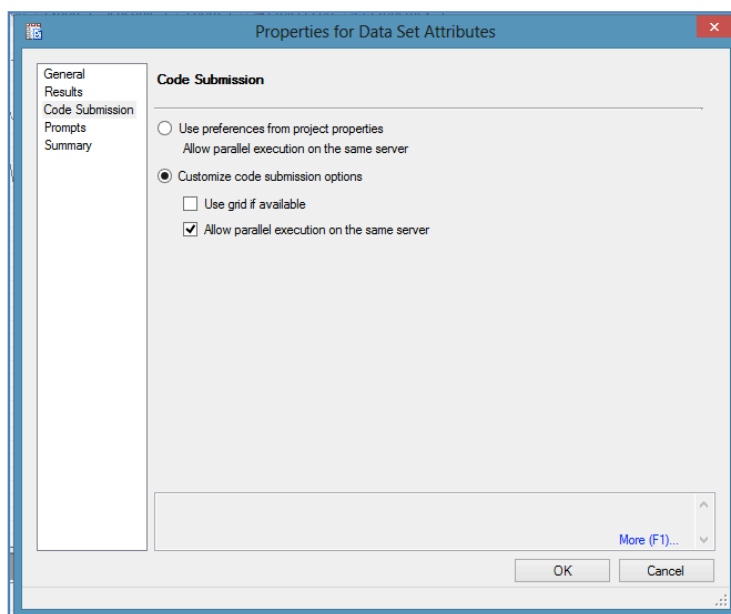 Properties for Data Set Attributes
General
Results
Code Submission
Prompts
Summary
Code Submission
Use preferences from project properties
Allow parallel execution on the same server
Customize code submission options
Use grid if available
Allow parallel execution on the same server
More (F1)...
OK
Cancel